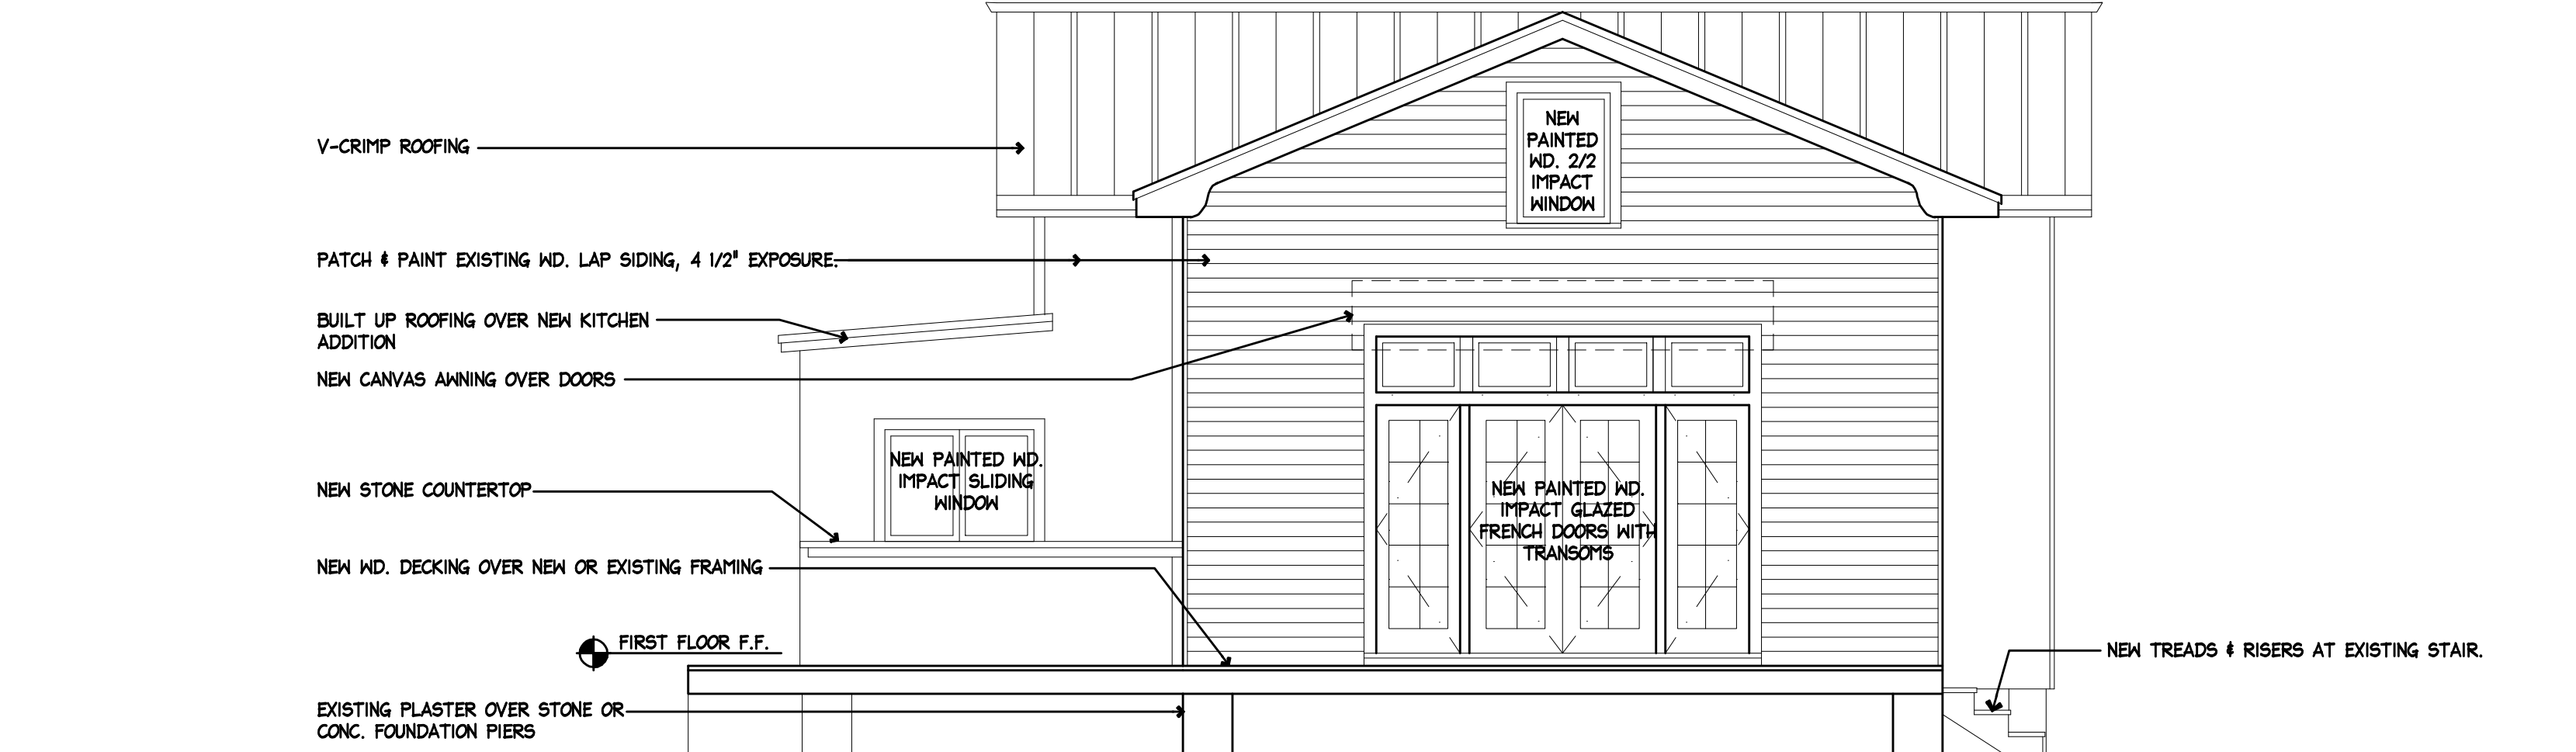 NEW
PAINTED
WD. 2/2
IMPACT
WINDOW
V-CRIMP ROOFING
PATCH & PAINT EXISTING WD. LAP SIDING, 4 1/2" EXPOSURE.
BUILT UP ROOFING OVER NEW KITCHEN
ADDITION
NEW CANVAS AWNING OVER DOORS
NEW PAINTED WD.
IMPACT SLIDING
WINDOW
NEW STONE COUNTERTOP
NEW PAINTED WD.
IMPACT GLAZED
FRENCH DOORS WITH
TRANSOMS
NEW WD. DECKING OVER NEW OR EXISTING FRAMING
FIRST FLOOR F.F.
NEW TREADS & RISERS AT EXISTING STAIR.
EXISTING PLASTER OVER STONE OR
CONC. FOUNDATION PIERS